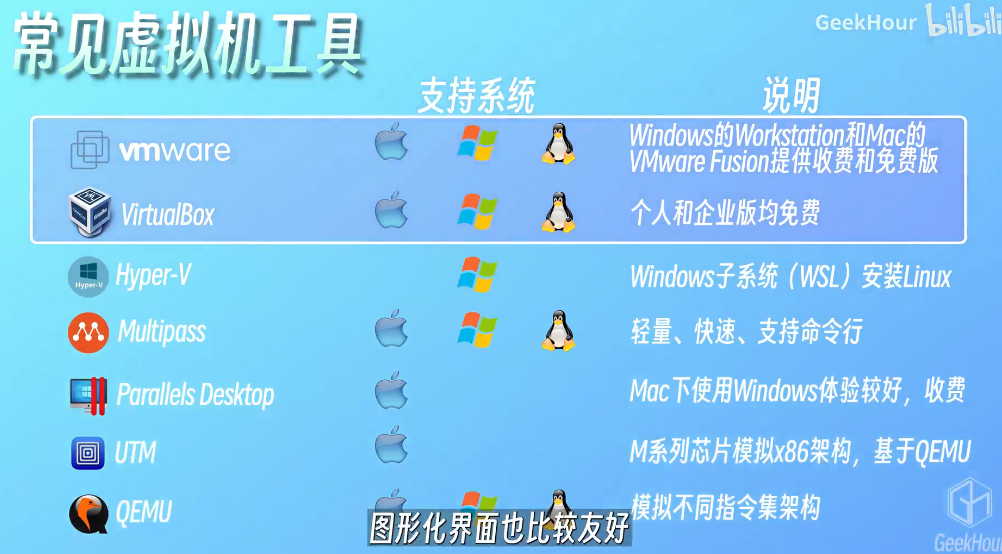 常见虚拟机工具
GeekHour bilibili
支持系统 说明
vmware Windows的Workstation和Mac的
VMware Fusion提供收费和免费版
VirtualBox 个人和企业版均免费
Hyper-V Hyper-V Windows子系统（WSL）安装Linux
Multipass 轻量、快速、支持命令行
Parallels Desktop Mac下使用Windows体验较好，收费
UTM M系列芯片模拟x86架构，基于QEMU
QEMU 模拟不同指令集架构
图形化界面也比较友好
GeekHour